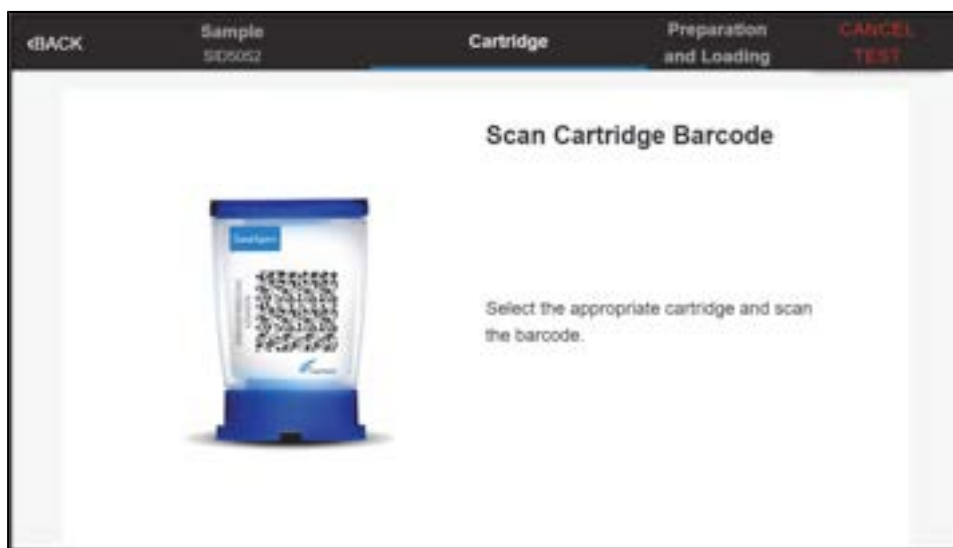 BACK
Sample
SID5052
Cartridge
Preparation
and Loading
CANCEL
TEST
Scan Cartridge Barcode
Select the appropriate cartridge and scan
the barcode.